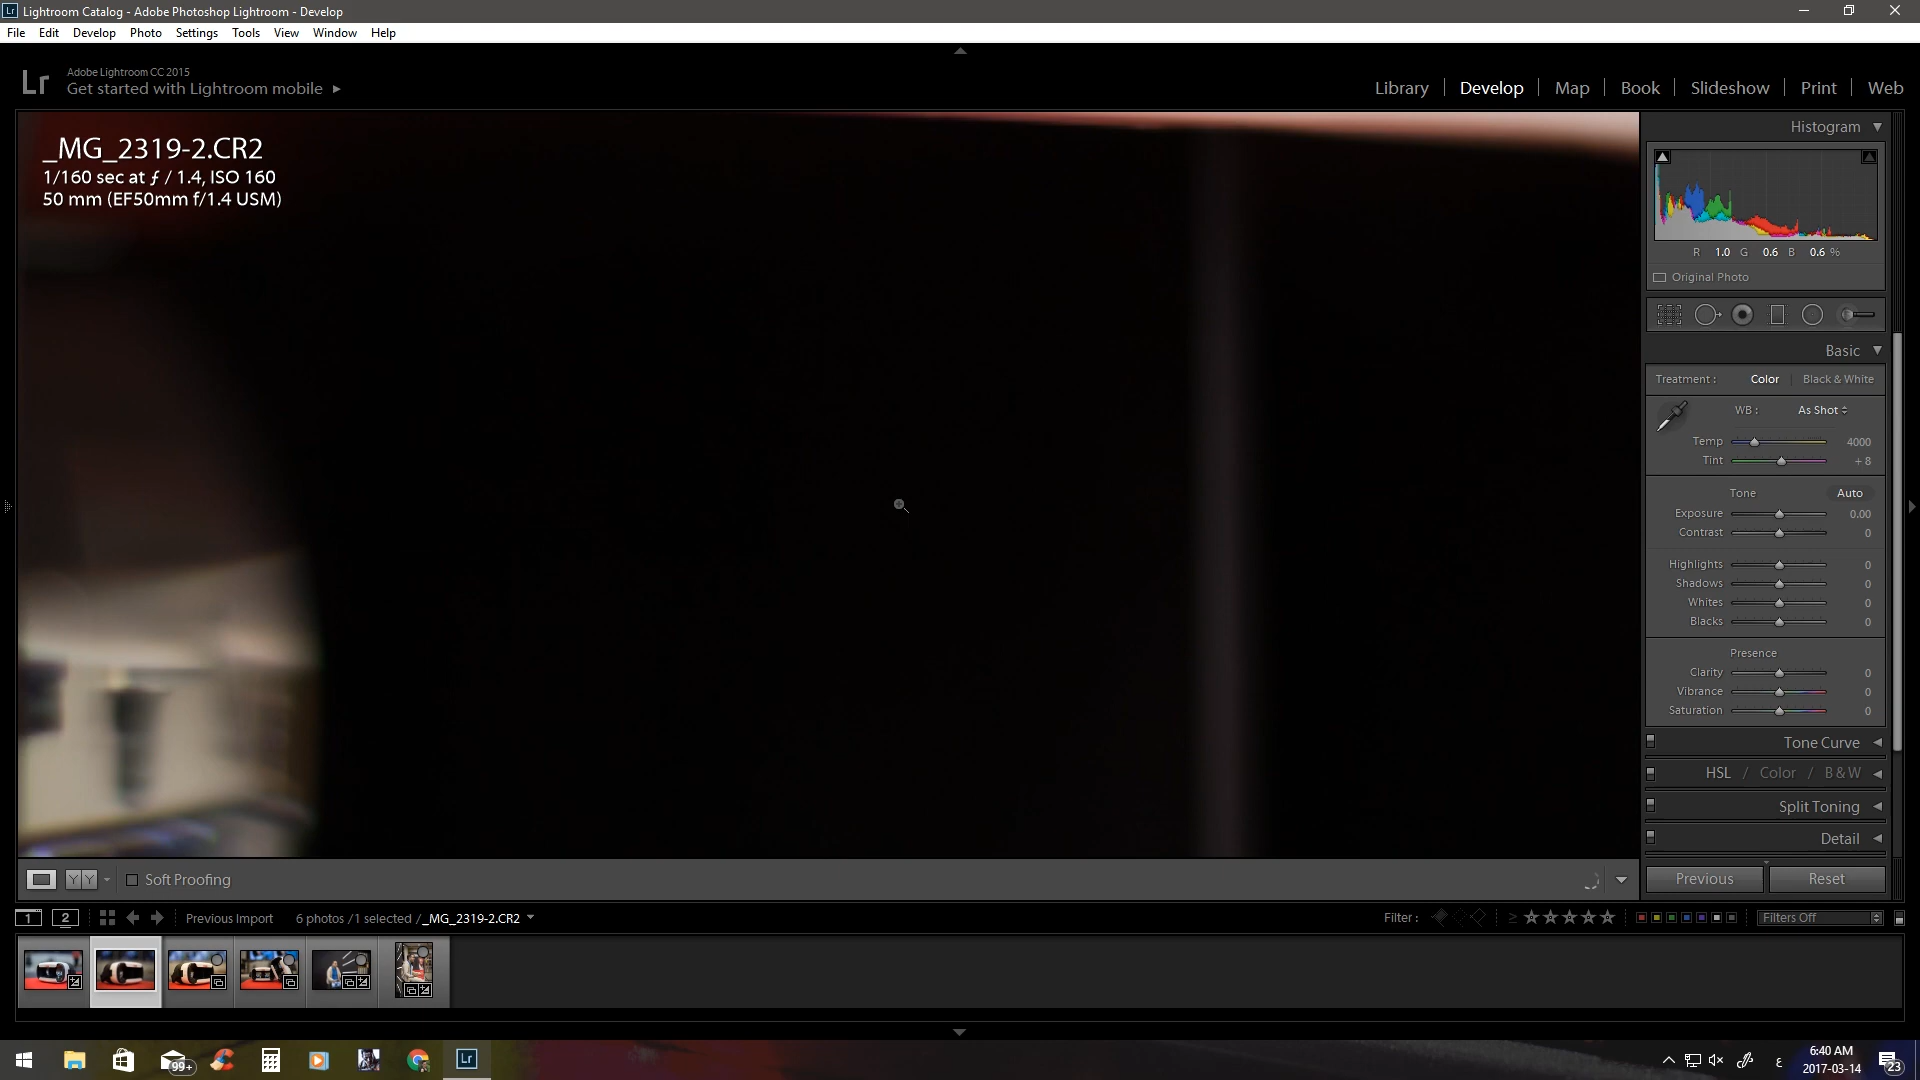 Lr Lightroom Catalog - Adobe Photoshop Lightroom - Develop
File Edit Develop Photo Settings Tools View Window Help
Lr
Adobe Lightroom CC 2015
Get started with Lightroom mobile
Library Develop Map Book Slideshow Print Web
_MG_2319-2.CR2
1/160 sec at ƒ / 1.4, ISO 160
50 mm (EF50mm f/1.4 USM)
Histogram
R 1.0 G 0.6 B 0.6 %
Original Photo
Basic
Treatment : Color Black & White
WB : As Shot
Temp 4000
Tint + 8
Tone Auto
Exposure 0.00
Contrast 0
Highlights 0
Shadows 0
Whites 0
Blacks 0
Presence
Clarity 0
Vibrance 0
Saturation 0
Tone Curve
HSL / Color / B & W
Split Toning
Detail
Previous Reset
YY Soft Proofing
1 2 Previous Import 6 photos /1 selected /_MG_2319-2.CR2
Filter : ≥ Filters Off
99+ Lr ع 6:40 AM
2017-03-14
23